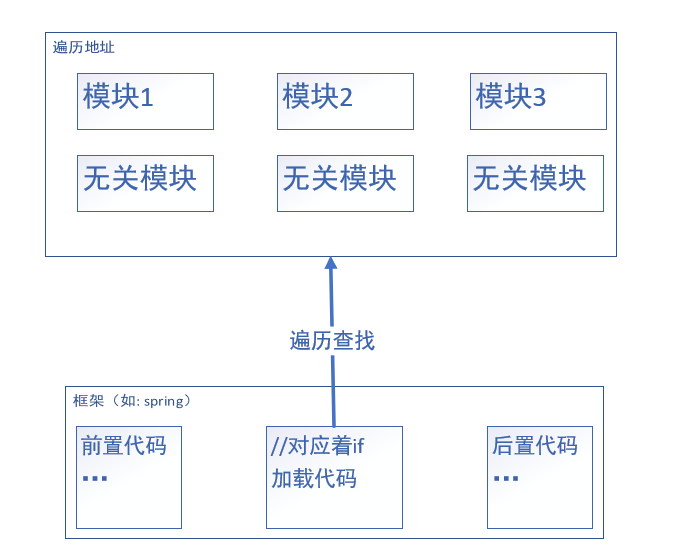 遍历地址
模块1
模块2
模块3
无关模块
无关模块
无关模块
遍历查找
框架（如: spring）
前置代码
...
//对应着if
加载代码
后置代码
...